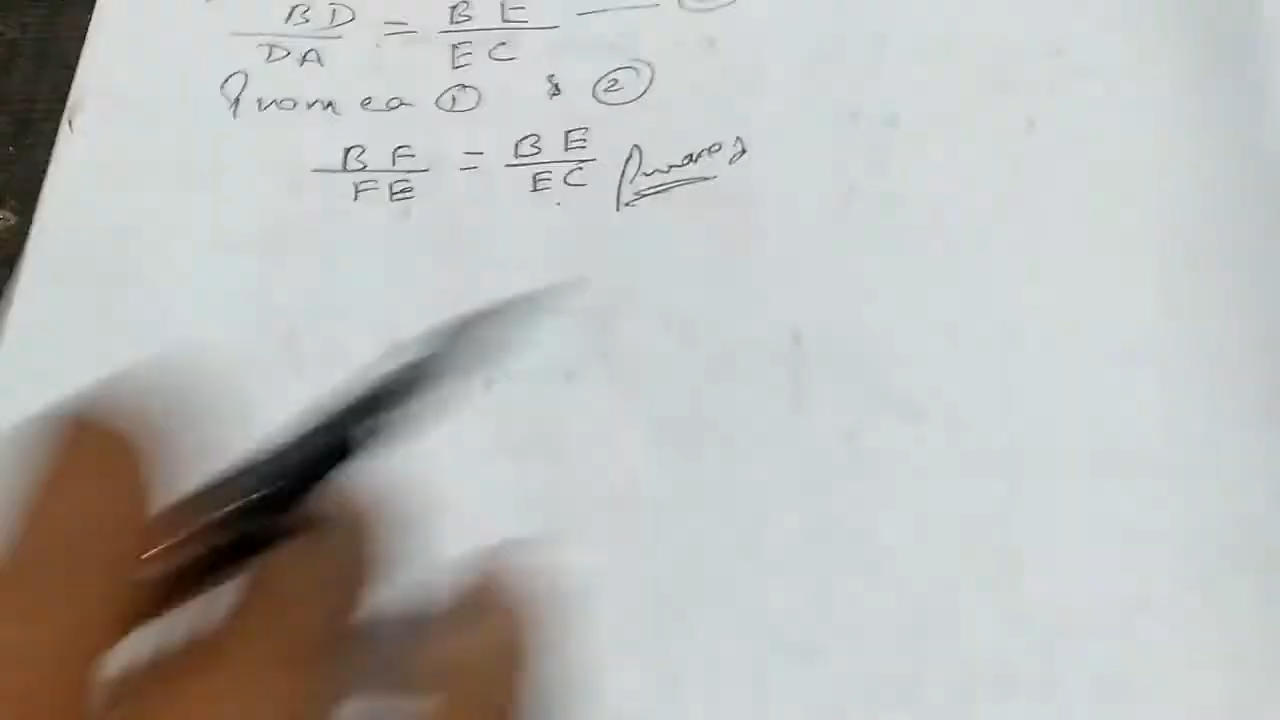 BD/DA = BE/EC —
From eq ① & ②
BF/FE = BE/EC Proved